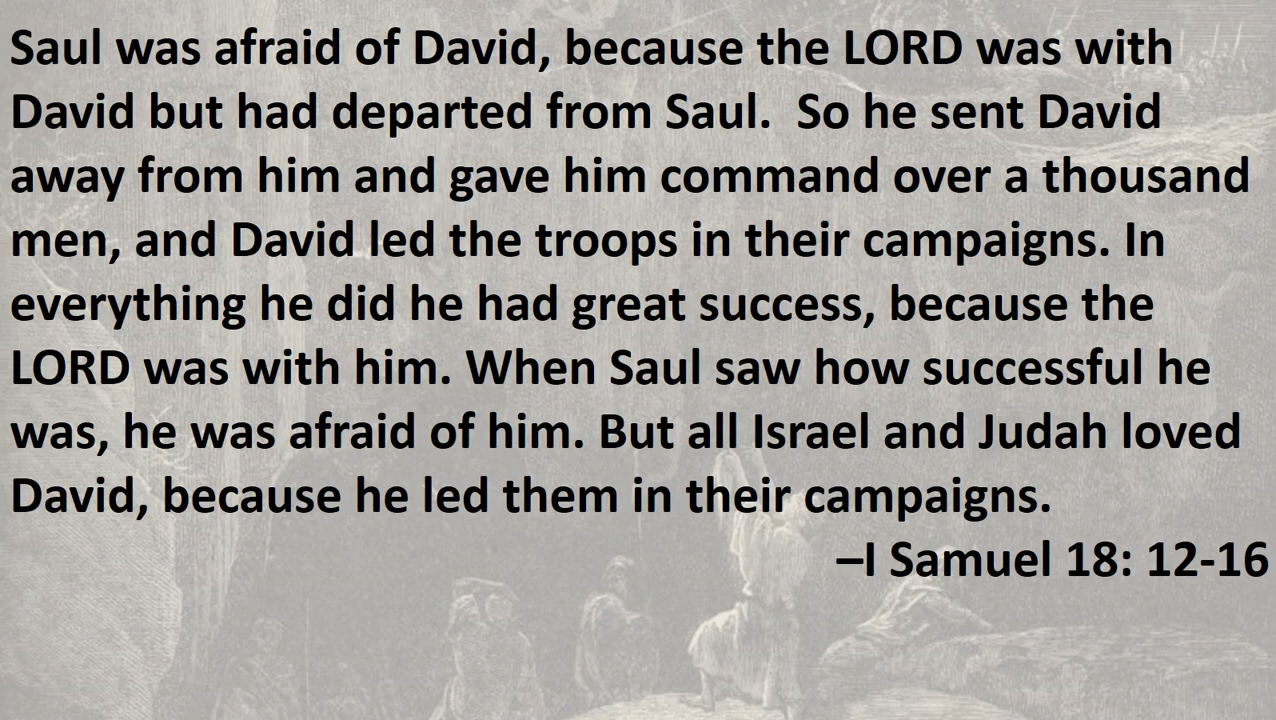 Saul was afraid of David, because the LORD was with
David but had departed from Saul.  So he sent David
away from him and gave him command over a thousand
men, and David led the troops in their campaigns. In
everything he did he had great success, because the
LORD was with him. When Saul saw how successful he
was, he was afraid of him. But all Israel and Judah loved
David, because he led them in their campaigns.
–I Samuel 18: 12-16